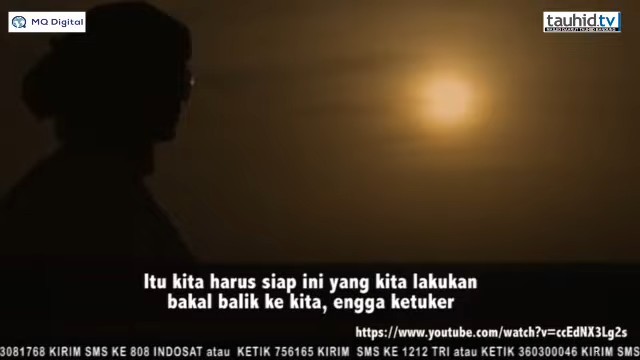 MQ Digital
tauhid.tv
Itu kita harus siap ini yang kita lakukan
bakal balik ke kita, engga ketuker
https://www.youtube.com/watch?v=ccEdNX3Lg2s
3081768 KIRIM SMS KE 808 INDOSAT atau KETIK 756165 KIRIM SMS KE 1212 TRI atau KETIK 360300046 KIRIM SM